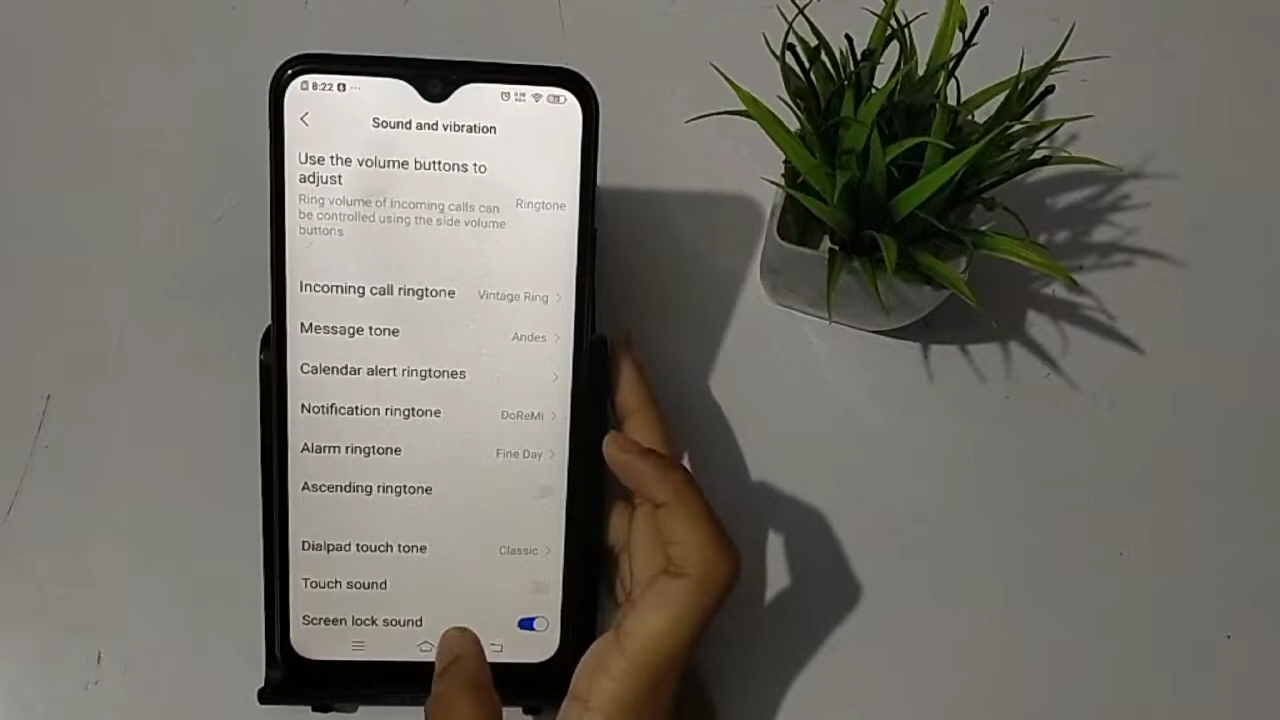 8:22
Sound and vibration
Use the volume buttons to
adjust
Ring volume of incoming calls can
be controlled using the side volume
buttons
Ringtone
Incoming call ringtone Vintage Ring
Message tone Andes
Calendar alert ringtones
Notification ringtone DoReMi
Alarm ringtone Fine Day
Ascending ringtone
Dialpad touch tone Classic
Touch sound
Screen lock sound